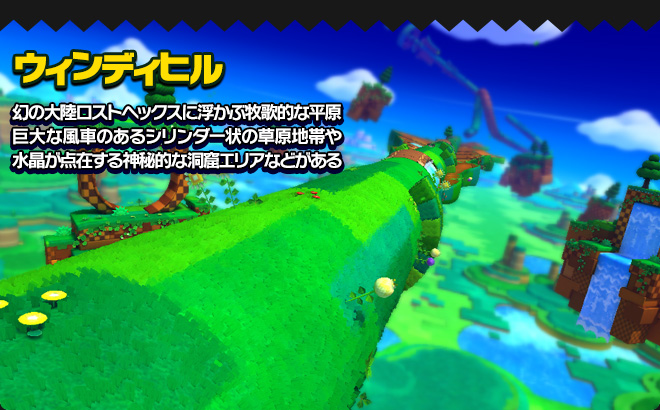 ウィンディヒル
幻の大陸ロストヘックスに浮かぶ牧歌的な平原
巨大な風車のあるシリンダー状の草原地帯や
水晶が点在する神秘的な洞窟エリアなどがある